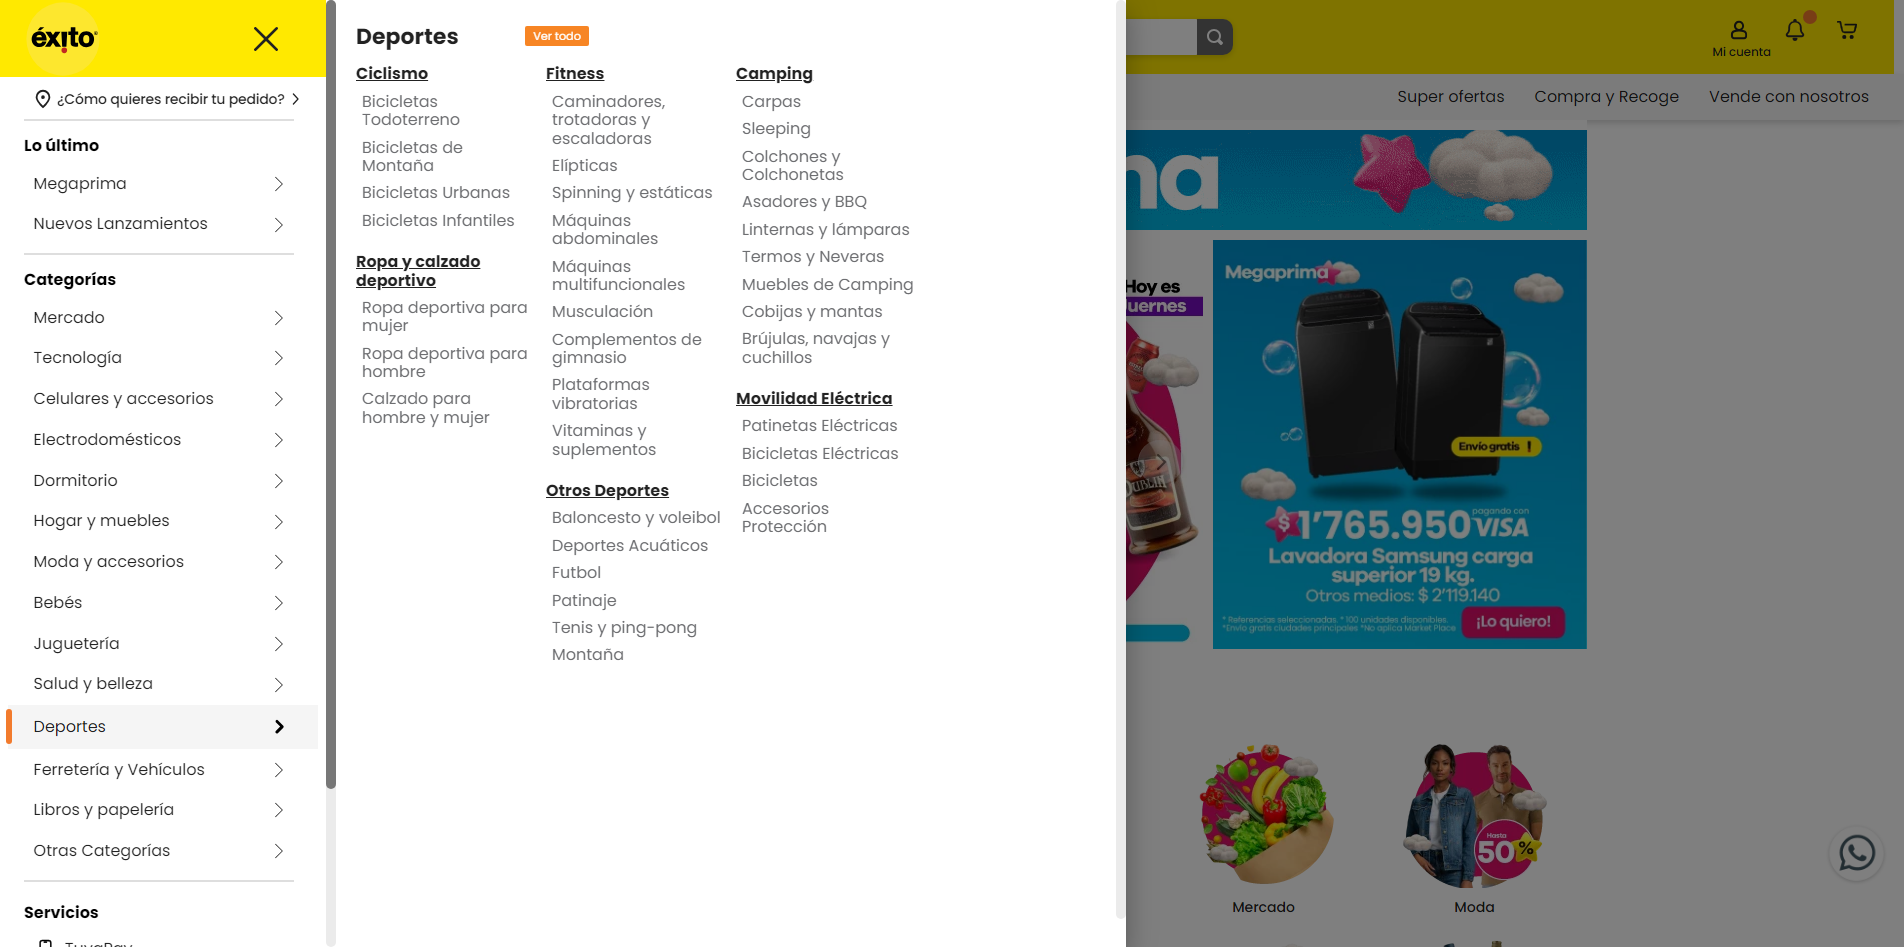 éxito
¿Cómo quieres recibir tu pedido?
Lo último
Megaprima
Nuevos Lanzamientos
Categorías
Mercado
Tecnología
Celulares y accesorios
Electrodomésticos
Dormitorio
Hogar y muebles
Moda y accesorios
Bebés
Juguetería
Salud y belleza
Deportes
Ferretería y Vehículos
Libros y papelería
Otras Categorías
Servicios
TuyaPay
Deportes
Ver todo
Ciclismo
Bicicletas
Todoterreno
Bicicletas de
Montaña
Bicicletas Urbanas
Bicicletas Infantiles
Ropa y calzado
deportivo
Ropa deportiva para
mujer
Ropa deportiva para
hombre
Calzado para
hombre y mujer
Fitness
Caminadores,
trotadoras y
escaladoras
Elípticas
Spinning y estáticas
Máquinas
abdominales
Máquinas
multifuncionales
Musculación
Complementos de
gimnasio
Plataformas
vibratorias
Vitaminas y
suplementos
Otros Deportes
Baloncesto y voleibol
Deportes Acuáticos
Futbol
Patinaje
Tenis y ping-pong
Montaña
Camping
Carpas
Sleeping
Colchones y
Colchonetas
Asadores y BBQ
Linternas y lámparas
Termos y Neveras
Muebles de Camping
Cobijas y mantas
Brújulas, navajas y
cuchillos
Movilidad Eléctrica
Patinetas Eléctricas
Bicicletas Eléctricas
Bicicletas
Accesorios
Protección
Mi cuenta
Super ofertas
Compra y Recoge
Vende con nosotros
na
Hoy es
uernes
DUBLIN
Megaprima
Envío gratis !
$1'765.950
pagando con
VISA
Lavadora Samsung carga
superior 19 kg.
Otros medios: $ 2'119.140
* Referencias seleccionadas. * 100 unidades disponibles.
*Envío gratis ciudades principales *No aplica Market Place
¡Lo quiero!
Hasta
50%
Mercado
Moda